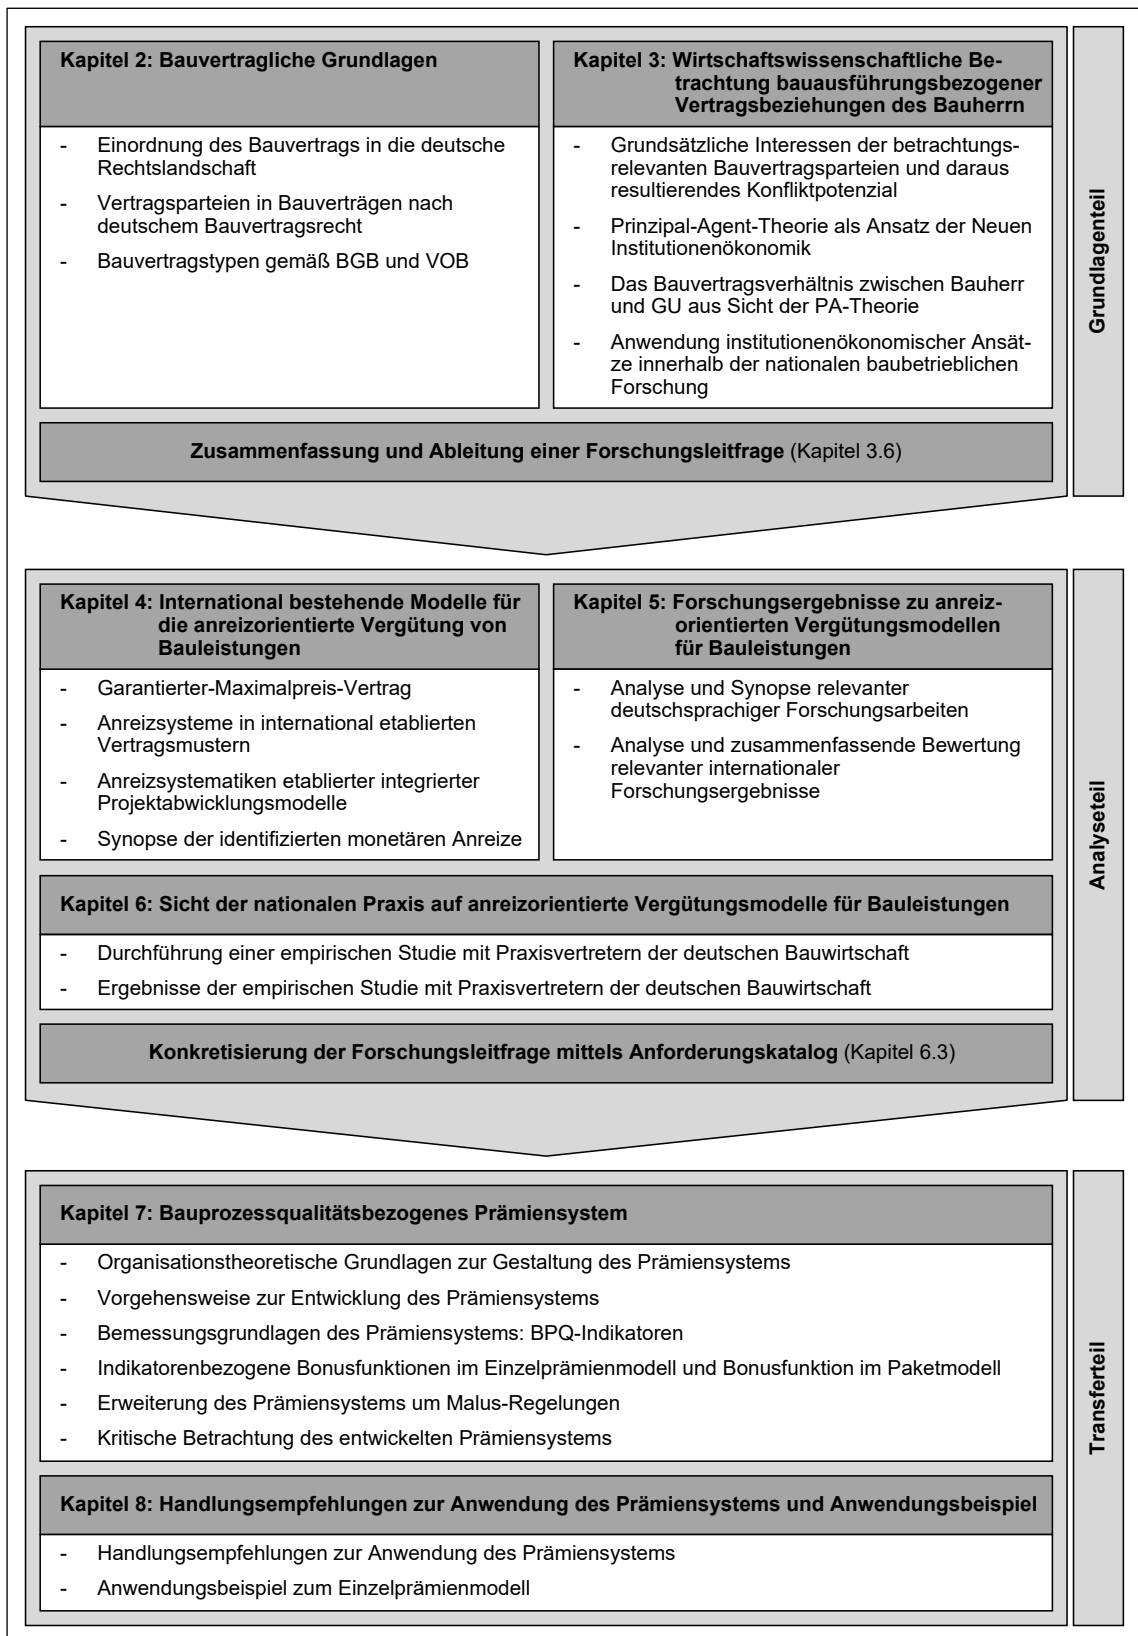 Kapitel 2: Bauvertragliche Grundlagen
- Einordnung des Bauvertrags in die deutsche
Rechtslandschaft
- Vertragsparteien in Bauverträgen nach
deutschem Bauvertragsrecht
- Bauvertragstypen gemäß BGB und VOB
Kapitel 3: Wirtschaftswissenschaftliche Be-
trachtung bauausführungsbezogener
Vertragsbeziehungen des Bauherrn
- Grundsätzliche Interessen der betrachtungs-
relevanten Bauvertragsparteien und daraus
resultierendes Konfliktpotenzial
- Prinzipal-Agent-Theorie als Ansatz der Neuen
Institutionenökonomik
- Das Bauvertragsverhältnis zwischen Bauherr
und GU aus Sicht der PA-Theorie
- Anwendung institutionenökonomischer Ansät-
ze innerhalb der nationalen baubetrieblichen
Forschung
Zusammenfassung und Ableitung einer Forschungsleitfrage (Kapitel 3.6)
Grundlagenteil
Kapitel 4: International bestehende Modelle für
die anreizorientierte Vergütung von
Bauleistungen
- Garantierter-Maximalpreis-Vertrag
- Anreizsysteme in international etablierten
Vertragsmustern
- Anreizsystematiken etablierter integrierter
Projektabwicklungsmodelle
- Synopse der identifizierten monetären Anreize
Kapitel 5: Forschungsergebnisse zu anreiz-
orientierten Vergütungsmodellen
für Bauleistungen
- Analyse und Synopse relevanter
deutschsprachiger Forschungsarbeiten
- Analyse und zusammenfassende Bewertung
relevanter internationaler
Forschungsergebnisse
Kapitel 6: Sicht der nationalen Praxis auf anreizorientierte Vergütungsmodelle für Bauleistungen
- Durchführung einer empirischen Studie mit Praxisvertretern der deutschen Bauwirtschaft
- Ergebnisse der empirischen Studie mit Praxisvertretern der deutschen Bauwirtschaft
Konkretisierung der Forschungsleitfrage mittels Anforderungskatalog (Kapitel 6.3)
Analyseteil
Kapitel 7: Bauprozessqualitätsbezogenes Prämiensystem
- Organisationstheoretische Grundlagen zur Gestaltung des Prämiensystems
- Vorgehensweise zur Entwicklung des Prämiensystems
- Bemessungsgrundlagen des Prämiensystems: BPQ-Indikatoren
- Indikatorenbezogene Bonusfunktionen im Einzelprämienmodell und Bonusfunktion im Paketmodell
- Erweiterung des Prämiensystems um Malus-Regelungen
- Kritische Betrachtung des entwickelten Prämiensystems
Kapitel 8: Handlungsempfehlungen zur Anwendung des Prämiensystems und Anwendungsbeispiel
- Handlungsempfehlungen zur Anwendung des Prämiensystems
- Anwendungsbeispiel zum Einzelprämienmodell
Transferteil